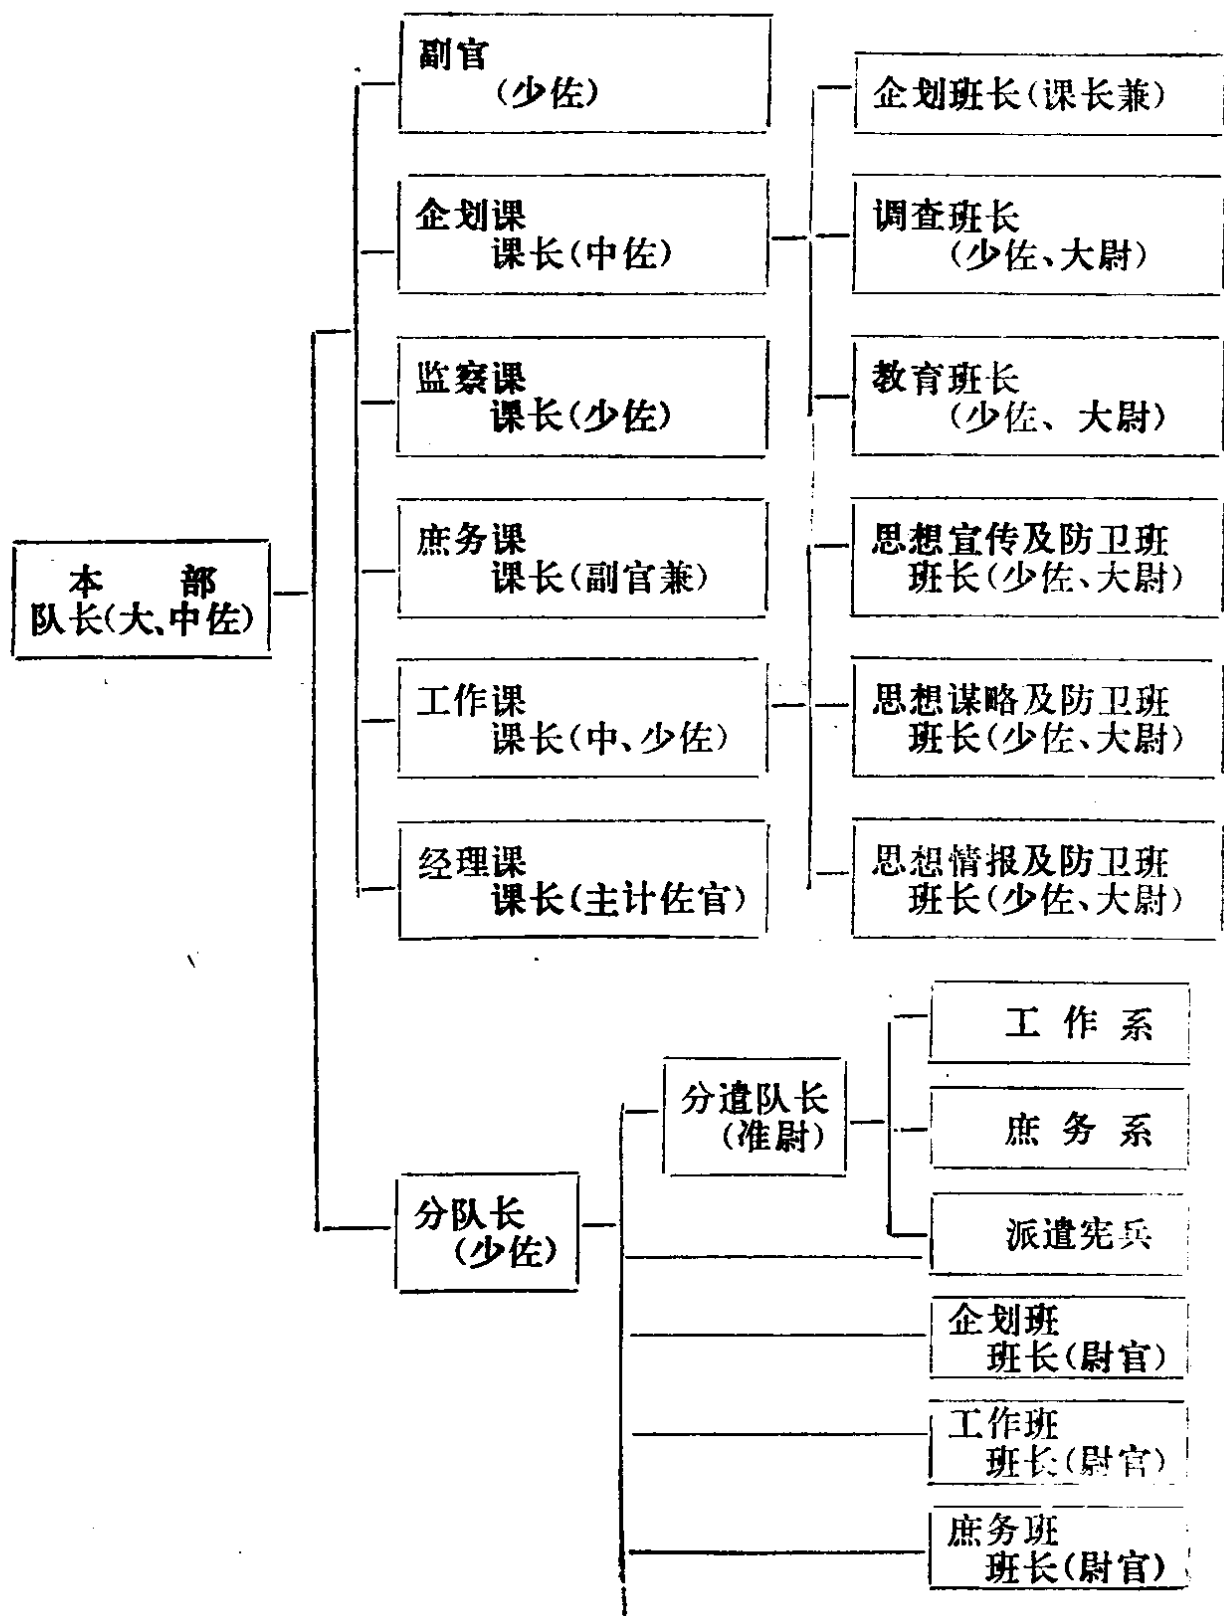 副官
(少佐)
企划课
课长(中佐)
监察课
课长(少佐)
庶务课
课长(副官兼)
工作课
课长(中、少佐)
经理课
课长(主计佐官)
企划班长(课长兼)
调查班长
(少佐、大尉)
教育班长
(少佐、大尉)
思想宣传及防卫班
班长(少佐、大尉)
思想谋略及防卫班
班长(少佐、大尉)
思想情报及防卫班
班长(少佐、大尉)
本部
队长(大、中佐)
分队长
(少佐)
分遣队长
(准尉)
工作系
庶务系
派遣宪兵
企划班
班长(尉官)
工作班
班长(尉官)
庶务班
班长(尉官)